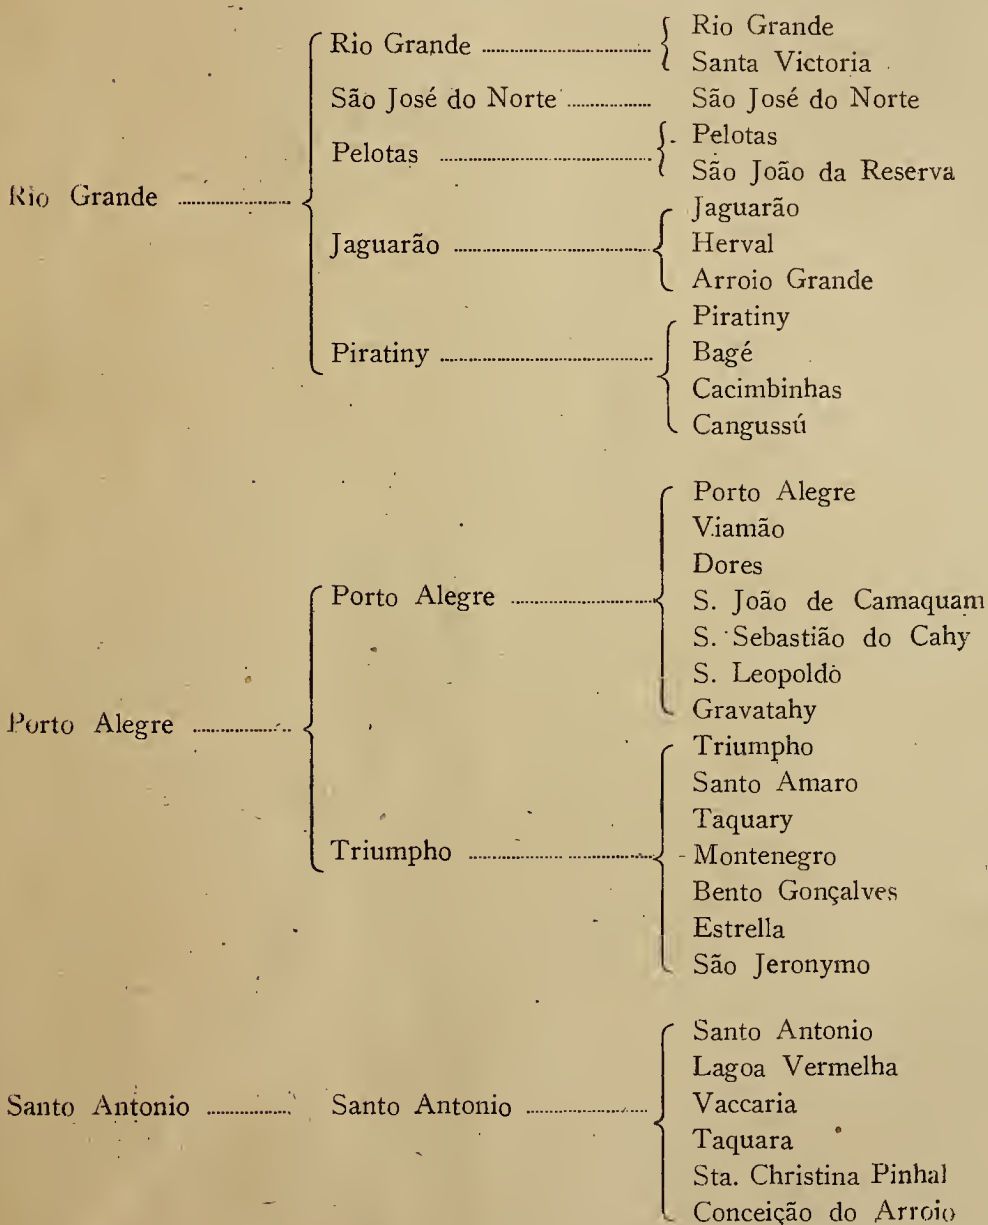 Rio Grande
Rio Grande
Rio Grande
Santa Victoria
São José do Norte
São José do Norte
Pelotas
Pelotas
São João da Reserva
Jaguarão
Jaguarão
Herval
Arroio Grande
Piratiny
Piratiny
Bagé
Cacimbinhas
Cangussú
Porto Alegre
Porto Alegre
Porto Alegre
Viamão
Dores
S. João de Camaquam
S. Sebastião do Cahy
S. Leopoldo
Gravatahy
Triumpho
Triumpho
Santo Amaro
Taquary
Montenegro
Bento Gonçalves
Estrella
São Jeronymo
Santo Antonio
Santo Antonio
Santo Antonio
Lagoa Vermelha
Vaccaria
Taquara
Sta. Christina Pinhal
Conceição do Arroio